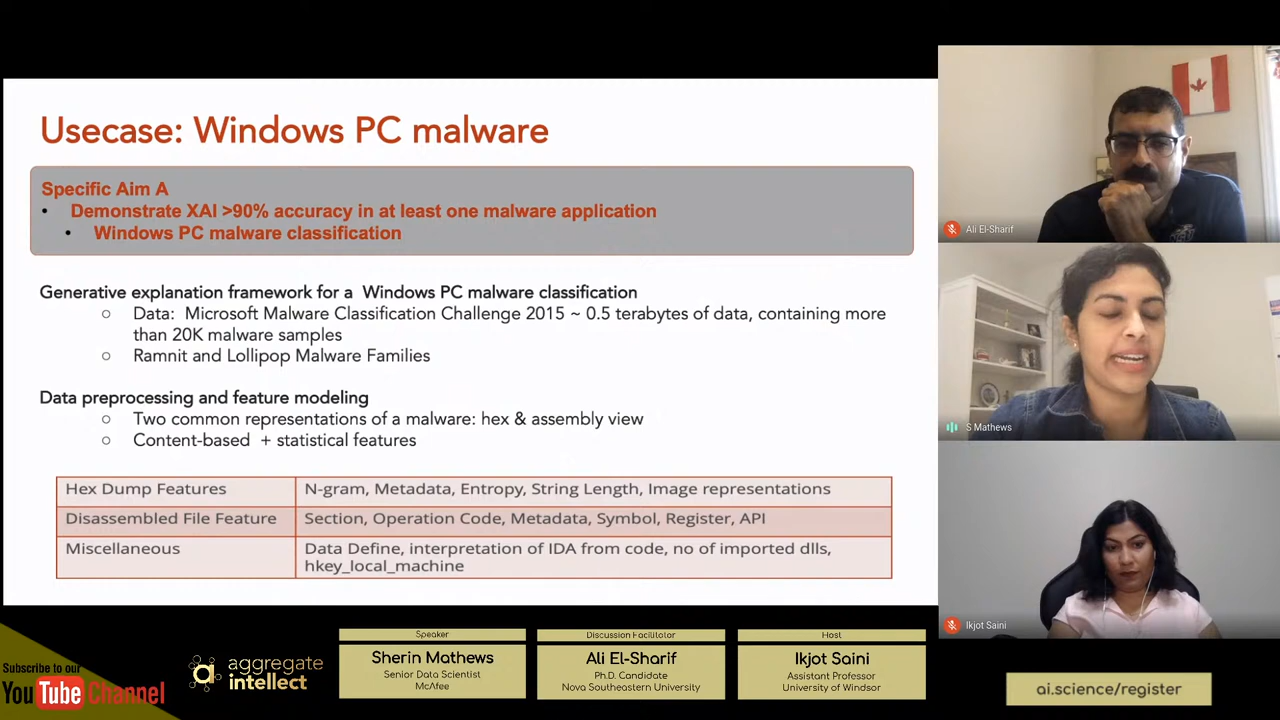 Usecase: Windows PC malware
Specific Aim A
• Demonstrate XAI >90% accuracy in at least one malware application
• Windows PC malware classification
Generative explanation framework for a Windows PC malware classification
○ Data: Microsoft Malware Classification Challenge 2015 ~ 0.5 terabytes of data, containing more
than 20K malware samples
○ Ramnit and Lollipop Malware Families
Data preprocessing and feature modeling
○ Two common representations of a malware: hex & assembly view
○ Content-based + statistical features
Hex Dump Features N-gram, Metadata, Entropy, String Length, Image representations
Disassembled File Feature Section, Operation Code, Metadata, Symbol, Register, API
Miscellaneous Data Define, interpretation of IDA from code, no of imported dlls,
hkey_local_machine
Ali El-Sharif
S Mathews
Ikjot Saini
Subscribe to our
YouTube Channel
aggregate
intellect
Speaker
Sherin Mathews
Senior Data Scientist
McAfee
Discussion Facilitator
Ali El-Sharif
Ph.D. Candidate
Nova Southeastern University
Host
Ikjot Saini
Assistant Professor
University of Windsor
ai.science/register